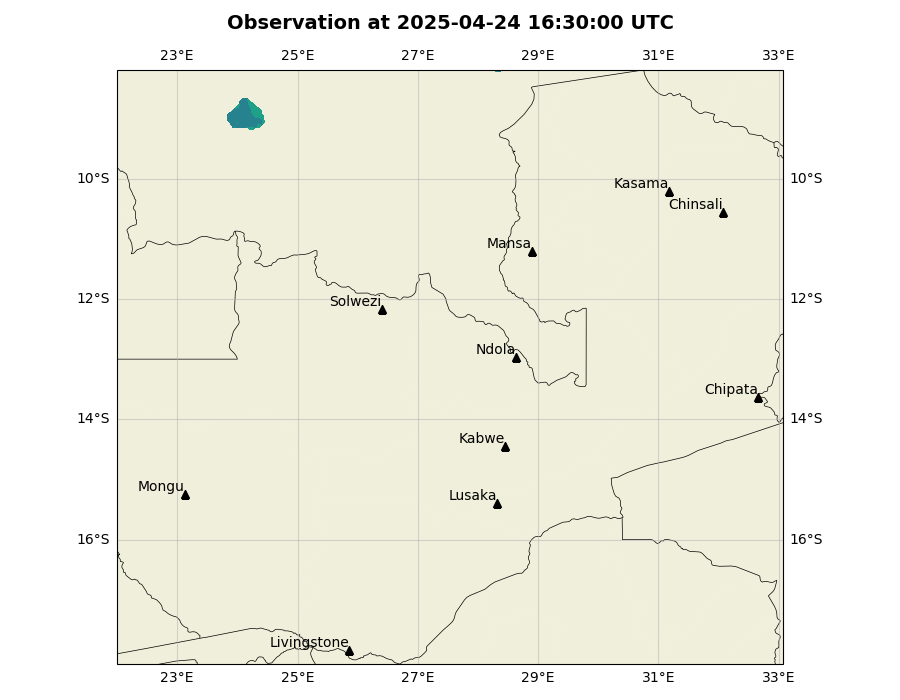 Observation at 2025-04-24 16:30:00 UTC
23°E 25°E 27°E 29°E 31°E 33°E
10°S 10°S
Kasama
Chinsali
Mansa
12°S 12°S
Solwezi
Ndola
Chipata
14°S 14°S
Kabwe
Mongu
Lusaka
16°S 16°S
Livingstone
23°E 25°E 27°E 29°E 31°E 33°E